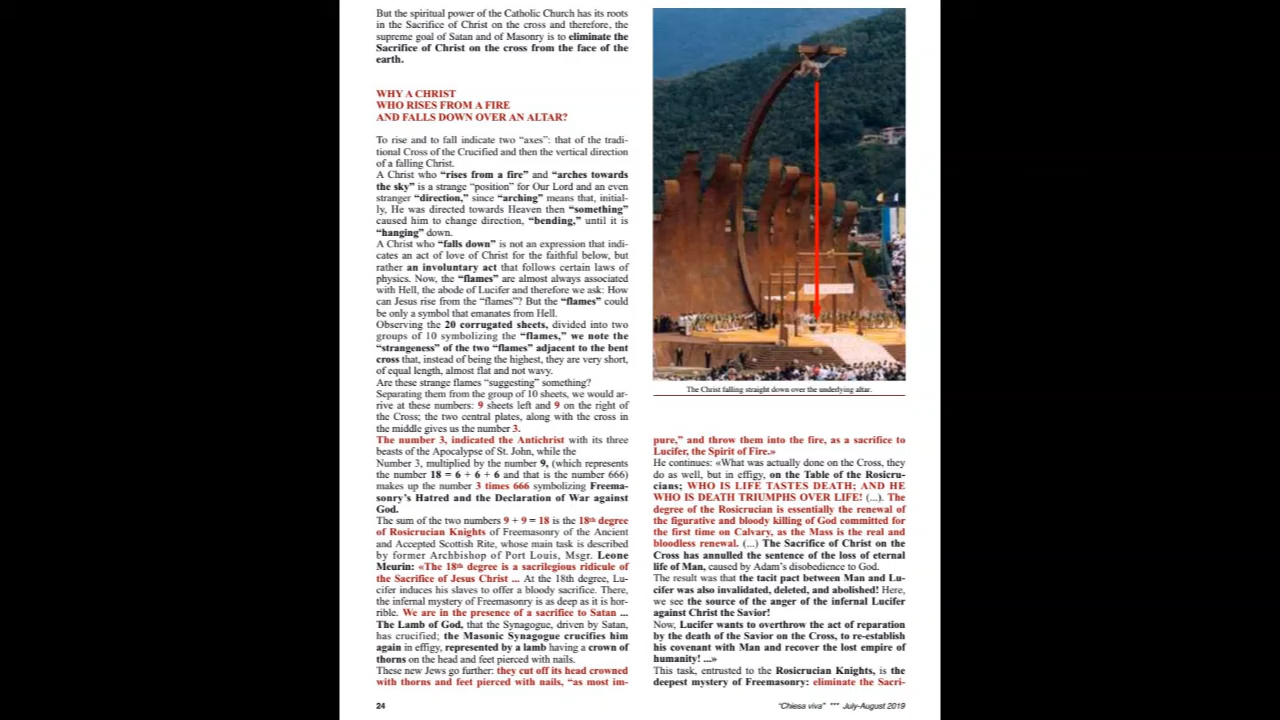 But the spiritual power of the Catholic Church has its roots
in the Sacrifice of Christ on the cross and therefore, the
supreme goal of Satan and of Masonry is to eliminate the
Sacrifice of Christ on the cross from the face of the
earth.
WHY A CHRIST
WHO RISES FROM A FIRE
AND FALLS DOWN OVER AN ALTAR?
To rise and to fall indicate two “axes”: that of the tradi-
tional Cross of the Crucified and then the vertical direction
of a falling Christ.
A Christ who “rises from a fire” and “arches towards
the sky” is a strange “position” for Our Lord and an even
stranger “direction,” since “arching” means that, initial-
ly, He was directed towards Heaven then “something”
caused him to change direction, “bending,” until it is
“hanging” down.
A Christ who “falls down” is not an expression that indi-
cates an act of love of Christ for the faithful below, but
rather an involuntary act that follows certain laws of
physics. Now, the “flames” are almost always associated
with Hell, the abode of Lucifer and therefore we ask: How
can Jesus rise from the “flames”? But the “flames” could
be only a symbol that emanates from Hell.
Observing the 20 corrugated sheets, divided into two
groups of 10 symbolizing the “flames,” we note the
“strangeness” of the two “flames” adjacent to the bent
cross that, instead of being the highest, they are very short,
of equal length, almost flat and not wavy.
Are these strange flames “suggesting” something?
Separating them from the group of 10 sheets, we would ar-
rive at these numbers: 9 sheets left and 9 on the right of
the Cross; the two central plates, along with the cross in
the middle gives us the number 3.
The number 3, indicated the Antichrist with its three
beasts of the Apocalypse of St. John, while the
Number 3, multiplied by the number 9, (which represents
the number 18 = 6 + 6 + 6 and that is the number 666)
makes up the number 3 times 666 symbolizing Freema-
sonry’s Hatred and the Declaration of War against
God.
The sum of the two numbers 9 + 9 = 18 is the 18th degree
of Rosicrucian Knights of Freemasonry of the Ancient
and Accepted Scottish Rite, whose main task is described
by former Archbishop of Port Louis, Msgr. Leone
Meurin: «The 18th degree is a sacrilegious ridicule of
the Sacrifice of Jesus Christ ... At the 18th degree, Lu-
cifer induces his slaves to offer a bloody sacrifice. There,
the infernal mystery of Freemasonry is as deep as it is hor-
rible. We are in the presence of a sacrifice to Satan ...
The Lamb of God, that the Synagogue, driven by Satan,
has crucified; the Masonic Synagogue crucifies him
again in effigy, represented by a lamb having a crown of
thorns on the head and feet pierced with nails.
These new Jews go further: they cut off its head crowned
with thorns and feet pierced with nails, “as most im-
The Christ falling straight down over the underlying altar.
pure,” and throw them into the fire, as a sacrifice to
Lucifer, the Spirit of Fire.»
He continues: «What was actually done on the Cross, they
do as well, but in effigy, on the Table of the Rosicru-
cians; WHO IS LIFE TASTES DEATH; AND HE
WHO IS DEATH TRIUMPHS OVER LIFE! (...). The
degree of the Rosicrucian is essentially the renewal of
the figurative and bloody killing of God committed for
the first time on Calvary, as the Mass is the real and
bloodless renewal. (...) The Sacrifice of Christ on the
Cross has annulled the sentence of the loss of eternal
life of Man, caused by Adam’s disobedience to God.
The result was that the tacit pact between Man and Lu-
cifer was also invalidated, deleted, and abolished! Here,
we see the source of the anger of the infernal Lucifer
against Christ the Savior!
Now, Lucifer wants to overthrow the act of reparation
by the death of the Savior on the Cross, to re-establish
his covenant with Man and recover the lost empire of
humanity! ...»
This task, entrusted to the Rosicrucian Knights, is the
deepest mystery of Freemasonry: eliminate the Sacri-
24
“Chiesa viva” *** July-August 2019